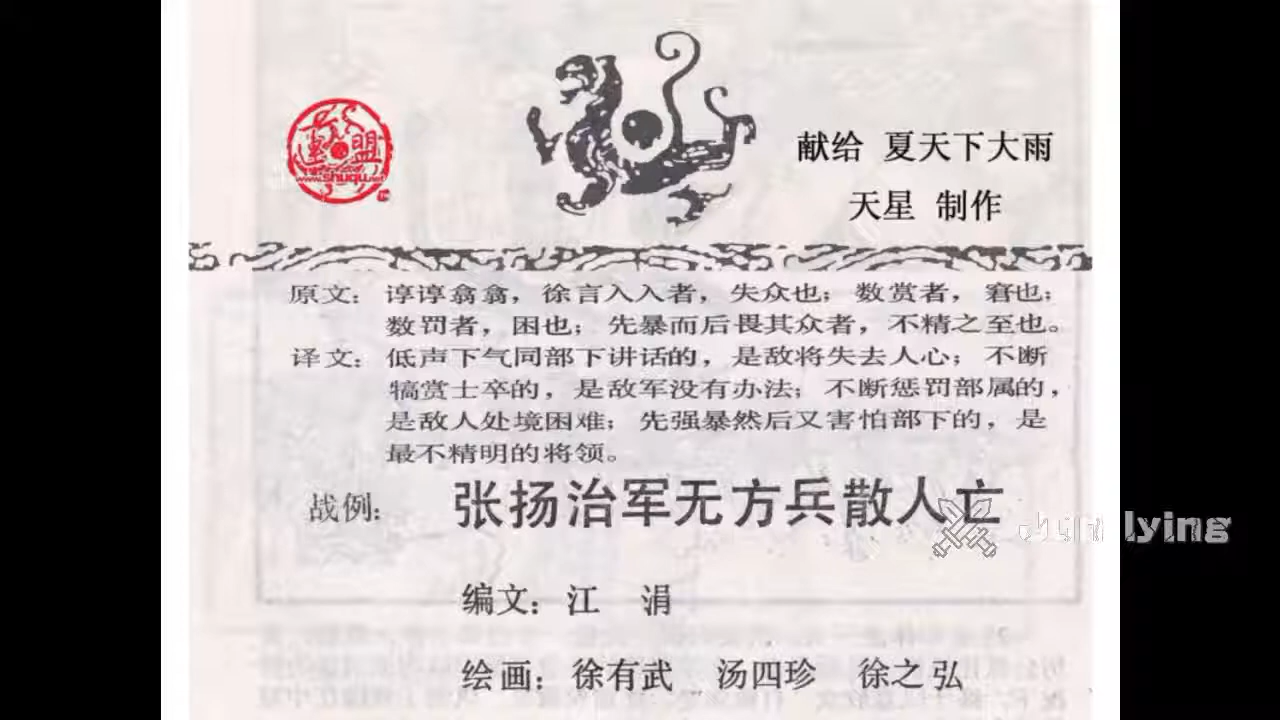 盟
www.shuqu.net
献给 夏天下大雨
天星 制作
原文：谆谆翕翕，徐言入入者，失众也；数赏者，窘也；
数罚者，困也；先暴而后畏其众者，不精之至也。
译文：低声下气同部下讲话的，是敌将失去人心；不断
犒赏士卒的，是敌军没有办法；不断惩罚部属的，
是敌人处境困难；先强暴然后又害怕部下的，是
最不精明的将领。
战例：张扬治军无方兵散人亡
lying
编文：江 涓
绘画：徐有武 汤四珍 徐之弘